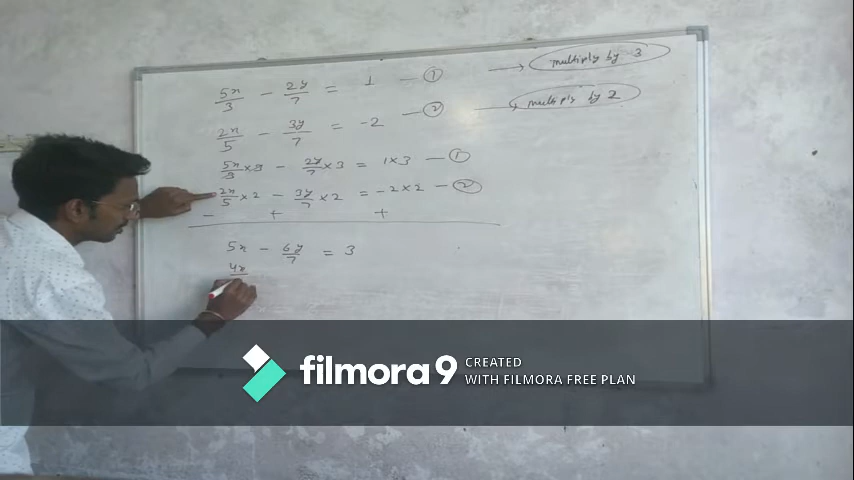 5x/3 - 2y/7 = 1 — ① → multiply by 3
2x/5 - 3y/7 = -2 — ② → multiply by 2
5x/3 ×3 - 2y/7 ×3 = 1×3 — ①
2x/5 ×2 - 3y/7 ×2 = -2×2 — ②
- + +
5x - 6y/7 = 3
4x
filmora9 CREATED
WITH FILMORA FREE PLAN